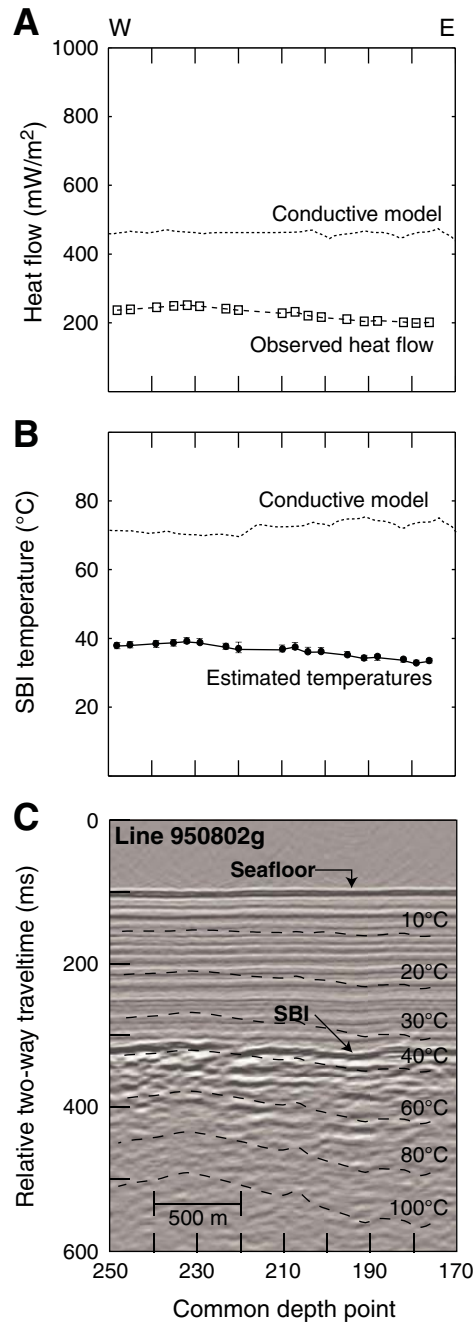 A
W E
Heat flow (mW/m²)
1000
800
600
400
200
Conductive model
Observed heat flow
B
SBI temperature (°C)
80
60
40
20
Conductive model
Estimated temperatures
C
Relative two-way traveltime (ms)
0
200
400
600
Line 950802g
Seafloor
10°C
20°C
SBI
30°C
40°C
60°C
80°C
100°C
500 m
250 230 210 190 170
Common depth point